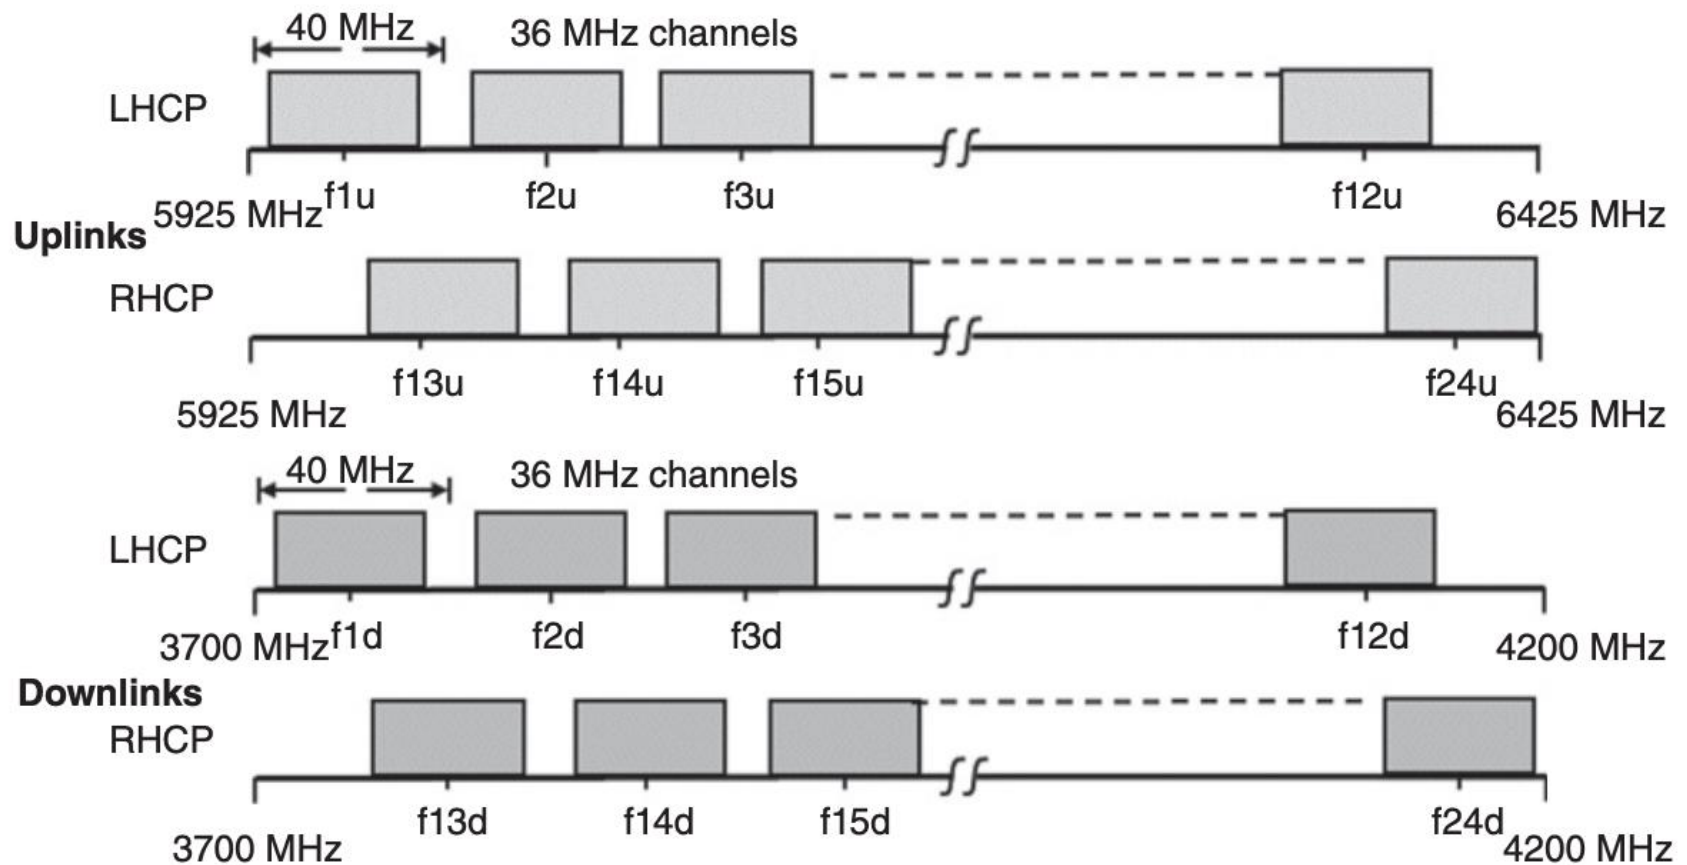 40 MHz 36 MHz channels
LHCP
f1u f2u f3u f12u
5925 MHz 6425 MHz
Uplinks
RHCP
f13u f14u f15u f24u
5925 MHz 6425 MHz
40 MHz 36 MHz channels
LHCP
f1d f2d f3d f12d
3700 MHz 4200 MHz
Downlinks
RHCP
f13d f14d f15d f24d
3700 MHz 4200 MHz